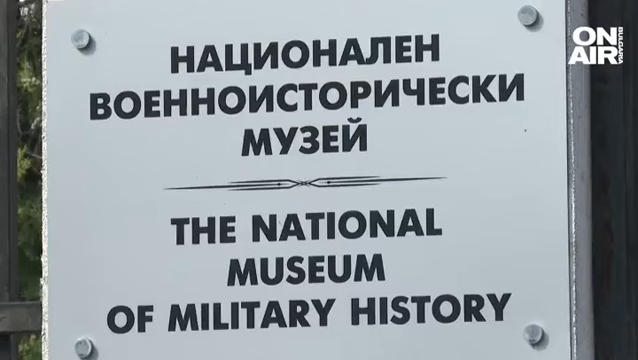 НАЦИОНАЛЕН
ВОЕННОИСТОРИЧЕСКИ
МУЗЕЙ
THE NATIONAL
MUSEUM
OF MILITARY HISTORY
ON
AIR
BULGARIA